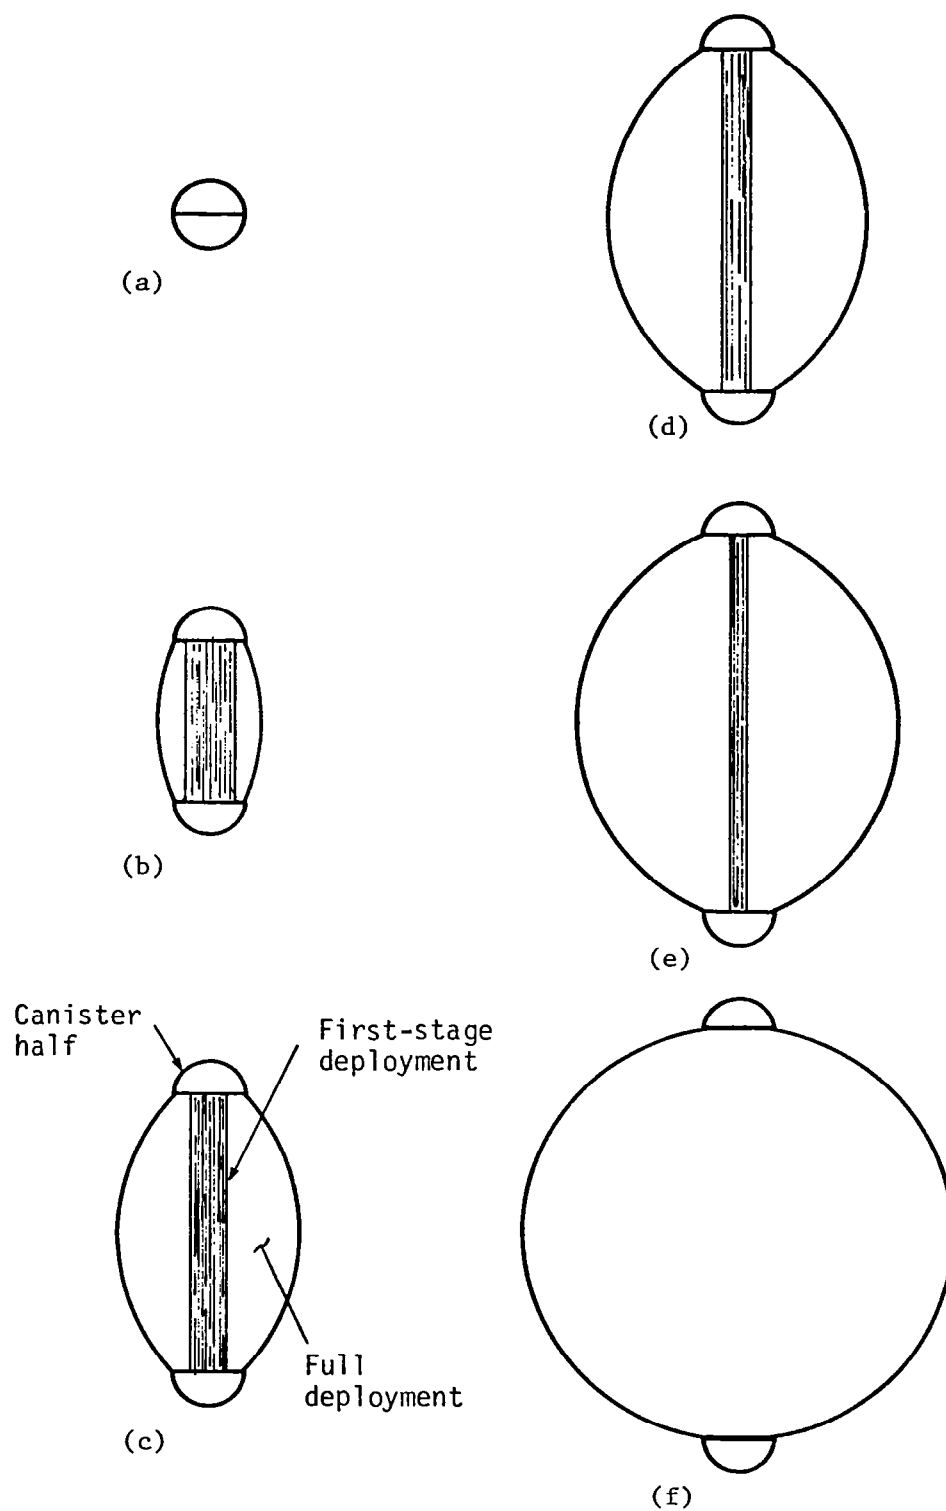 (a)
(b)
Canister
half
First-stage
deployment
Full
deployment
(c)
(d)
(e)
(f)